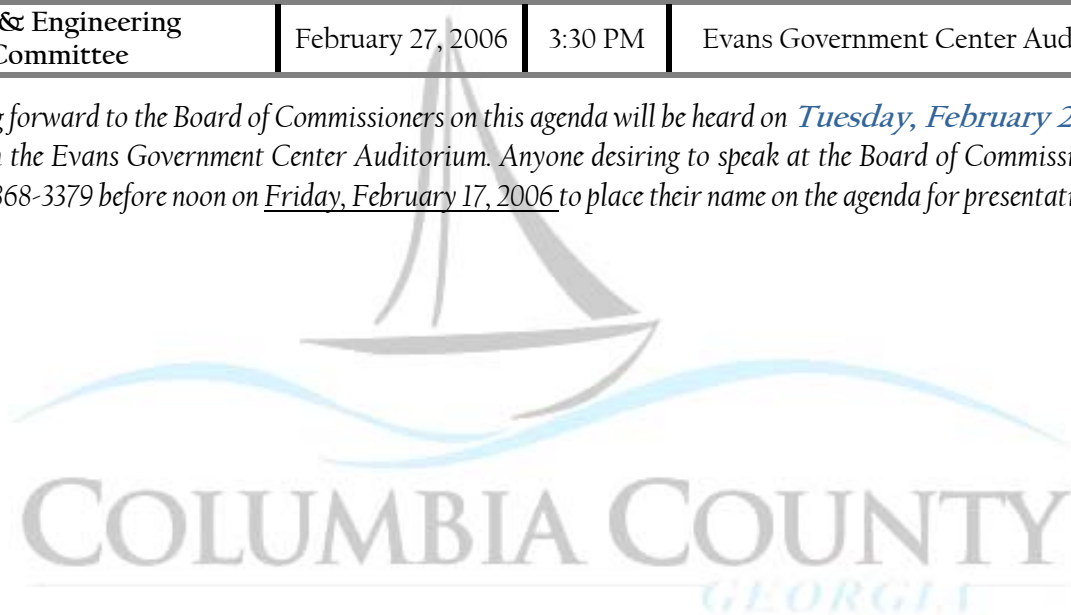 & Engineering
Committee
February 27, 2006
3:30 PM
Evans Government Center Aud
forward to the Board of Commissioners on this agenda will be heard on Tuesday, February 2
the Evans Government Center Auditorium. Anyone desiring to speak at the Board of Commissi
868-3379 before noon on Friday, February 17, 2006 to place their name on the agenda for presentati
COLUMBIA COUNTY
GEORGIA